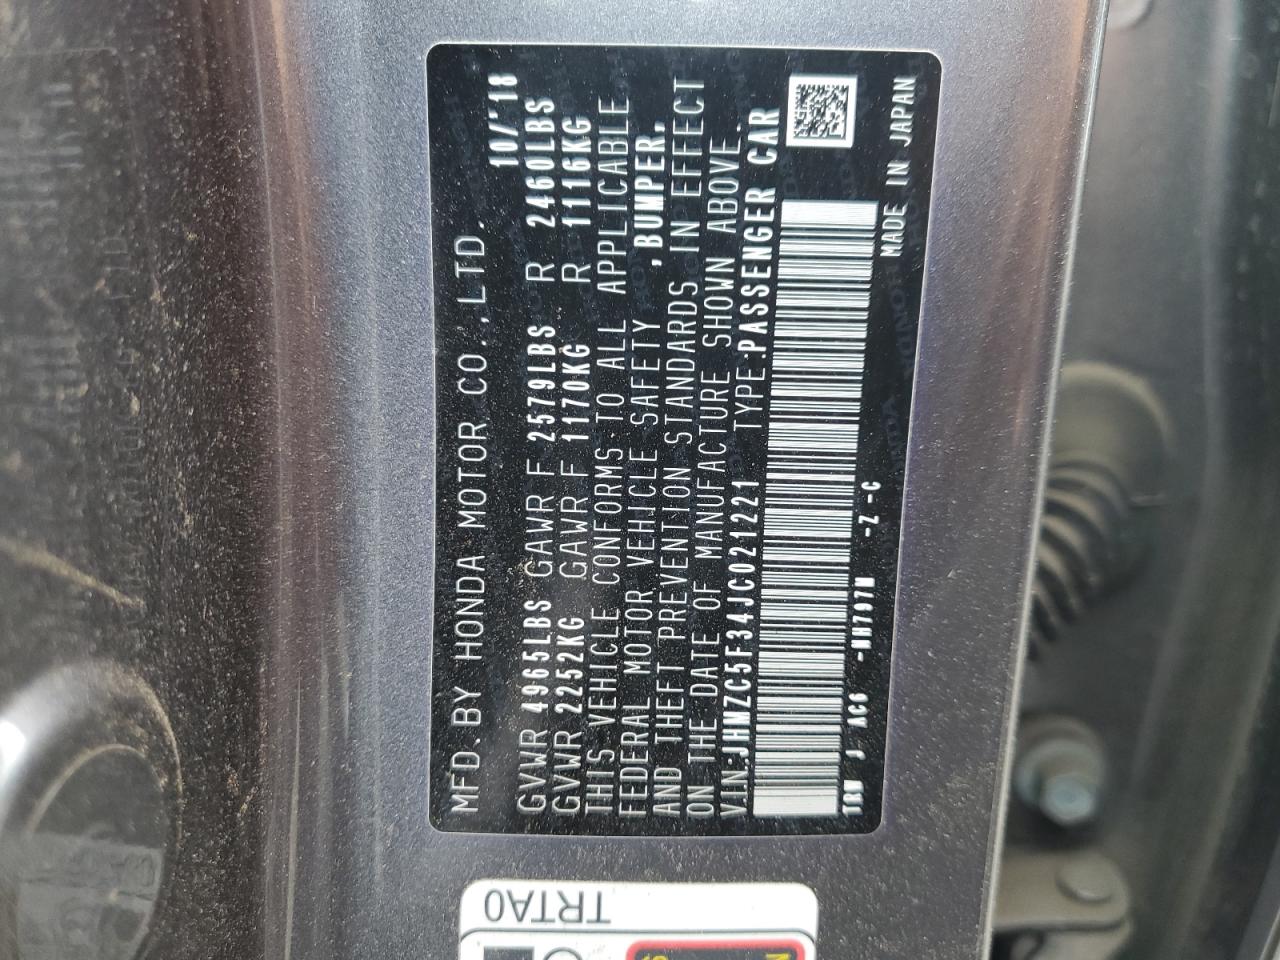 MFD. BY HONDA MOTOR CO., LTD. 10/'18
GVWR 4965LBS GAWR F 2579LBS R 2460LBS
GVWR 2252KG GAWR F 1170KG R 1116KG
THIS VEHICLE CONFORMS TO ALL APPLICABLE
FEDERAL MOTOR VEHICLE SAFETY ,BUMPER,
AND THEFT PREVENTION STANDARDS IN EFFECT
ON THE DATE OF MANUFACTURE SHOWN ABOVE.
VIN:JHMZC5F34JC021221 TYPE:PASSENGER CAR
J AC6 -NH797M -Z -C
MADE IN JAPAN
TRTA0